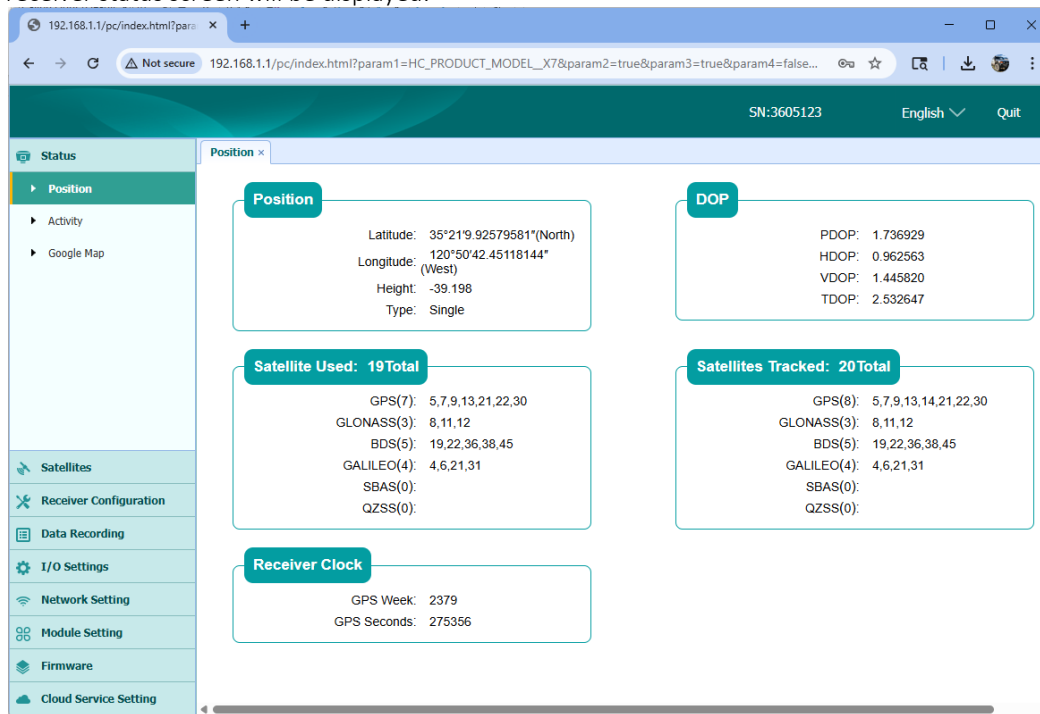 receiver status screen will be displayed.
192.168.1.1/pc/index.html?para
Not secure
192.168.1.1/pc/index.html?param1=HC_PRODUCT_MODEL__X7&param2=true&param3=true&param4=false...
SN:3605123
English
Quit
Status
Position
Activity
Google Map
Satellites
Receiver Configuration
Data Recording
I/O Settings
Network Setting
Module Setting
Firmware
Cloud Service Setting
Position ×
Position
Latitude: 35°21'9.92579581"(North)
Longitude: 120°50'42.45118144"
(West)
Height: -39.198
Type: Single
DOP
PDOP: 1.736929
HDOP: 0.962563
VDOP: 1.445820
TDOP: 2.532647
Satellite Used: 19Total
GPS(7): 5,7,9,13,21,22,30
GLONASS(3): 8,11,12
BDS(5): 19,22,36,38,45
GALILEO(4): 4,6,21,31
SBAS(0):
QZSS(0):
Satellites Tracked: 20Total
GPS(8): 5,7,9,13,14,21,22,30
GLONASS(3): 8,11,12
BDS(5): 19,22,36,38,45
GALILEO(4): 4,6,21,31
SBAS(0):
QZSS(0):
Receiver Clock
GPS Week: 2379
GPS Seconds: 275356